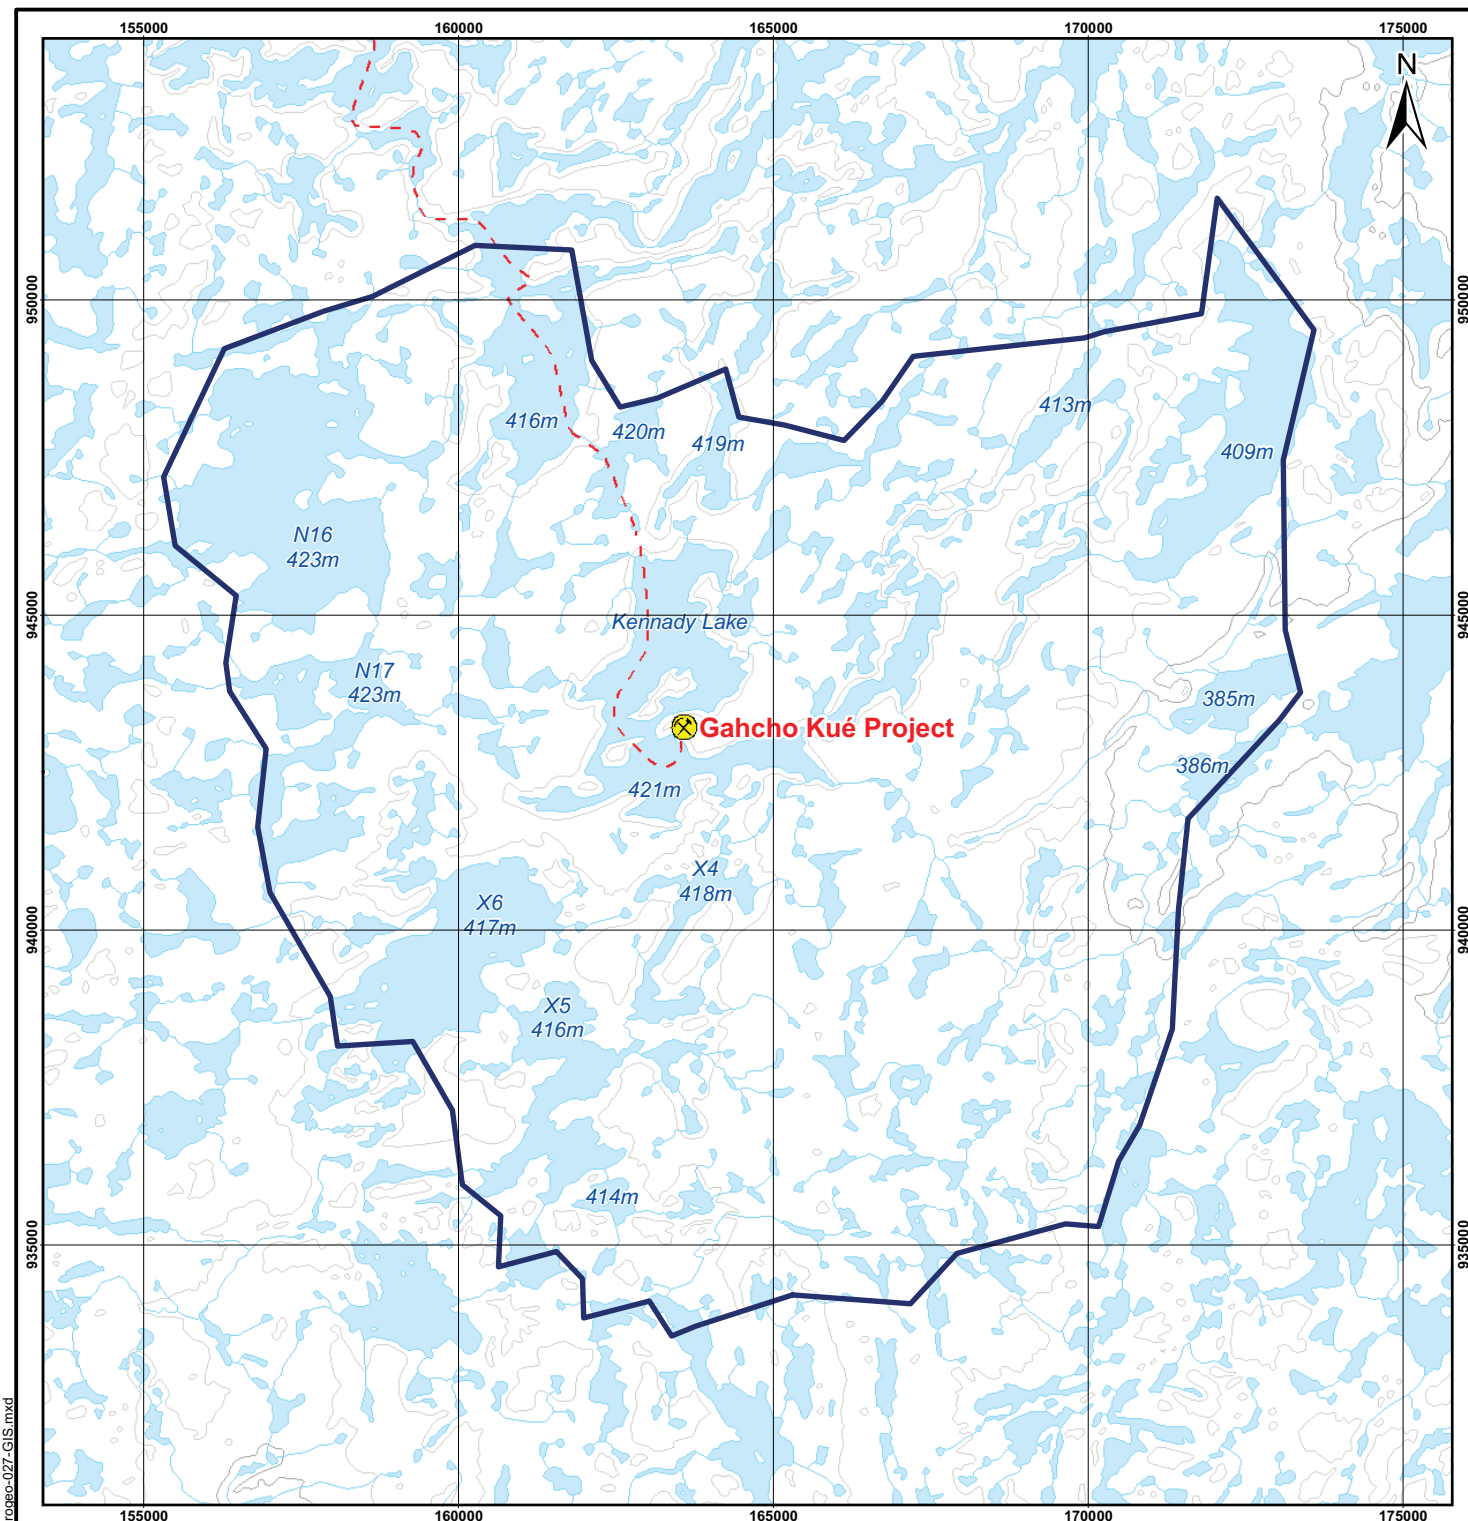 155000 160000 165000 170000 175000
N
950000 950000
416m
420m
419m
413m
409m
N16
423m
945000 945000
Kennady Lake
N17
423m
385m
Gahcho Kué Project
386m
421m
X4
418m
X6
417m
940000 940000
X5
416m
414m
935000 935000
rogeo-027-GIS.mxd
155000 160000 165000 170000 175000